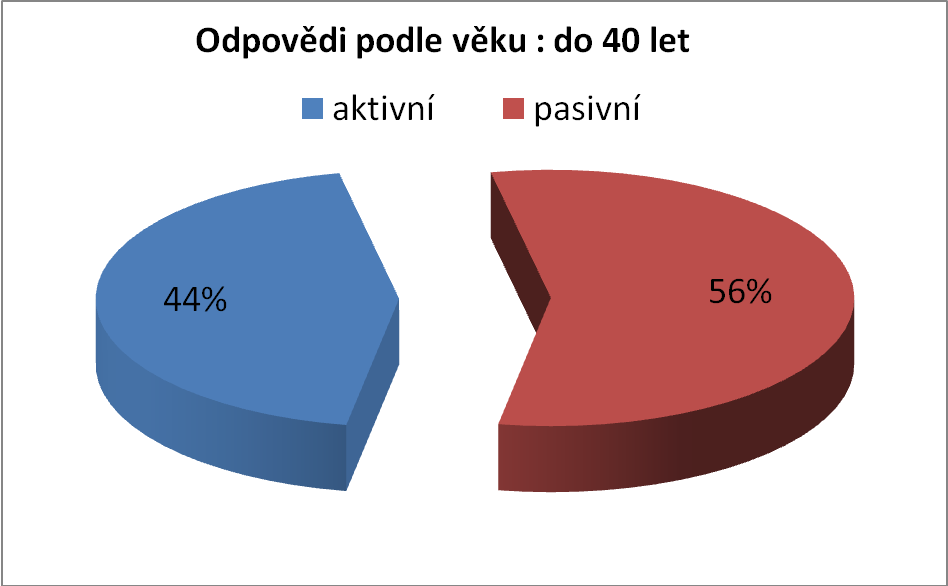 Odpovědi podle věku : do 40 let
aktivní pasivní
44% 56%